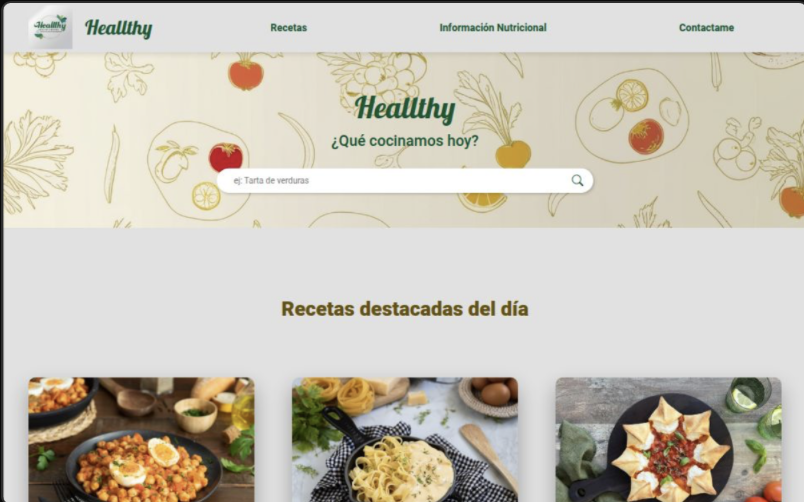 Heallthy
Heallthy
Recetas
Información Nutricional
Contactame
Heallthy
¿Qué cocinamos hoy?
ej: Tarta de verduras
Recetas destacadas del día